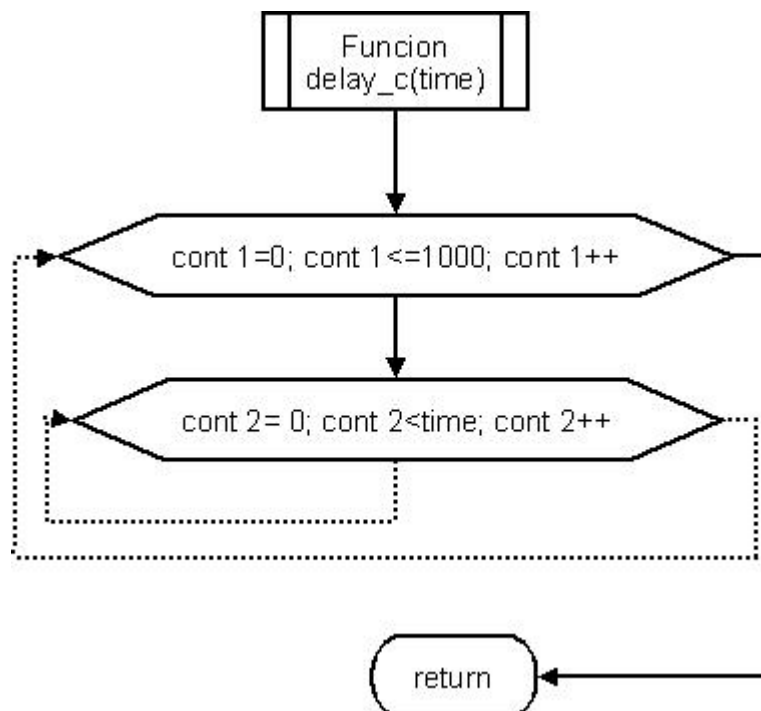 Funcion
delay_c(time)
cont 1=0; cont 1<=1000; cont 1++
cont 2= 0; cont 2<time; cont 2++
return